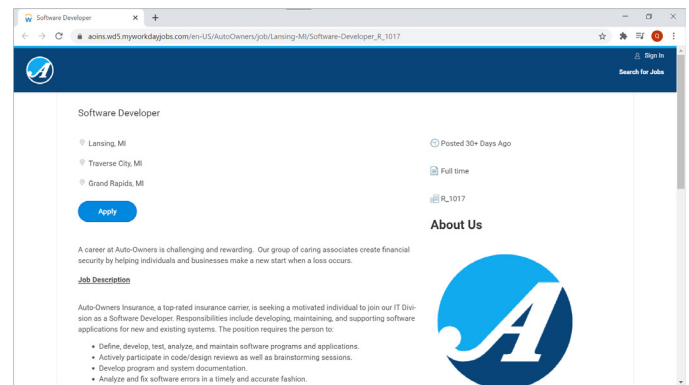 Software Developer
aoins.wd5.myworkdayjobs.com/en-US/AutoOwners/job/Lansing-MI/Software-Developer_R_1017
Q
Sign In
Search for Jobs
A
Software Developer
Lansing, MI
Traverse City, MI
Grand Rapids, MI
Apply
Posted 30+ Days Ago
Full time
R_1017
About Us
A career at Auto-Owners is challenging and rewarding. Our group of caring associates create financial
security by helping individuals and businesses make a new start when a loss occurs.
Job Description
Auto-Owners Insurance, a top-rated insurance carrier, is seeking a motivated individual to join our IT Divi-
sion as a Software Developer. Responsibilities include developing, maintaining, and supporting software
applications for new and existing systems. The position requires the person to:
• Define, develop, test, analyze, and maintain software programs and applications.
• Actively participate in code/design reviews as well as brainstorming sessions.
• Develop program and system documentation.
• Analyze and fix software errors in a timely and accurate fashion.
A